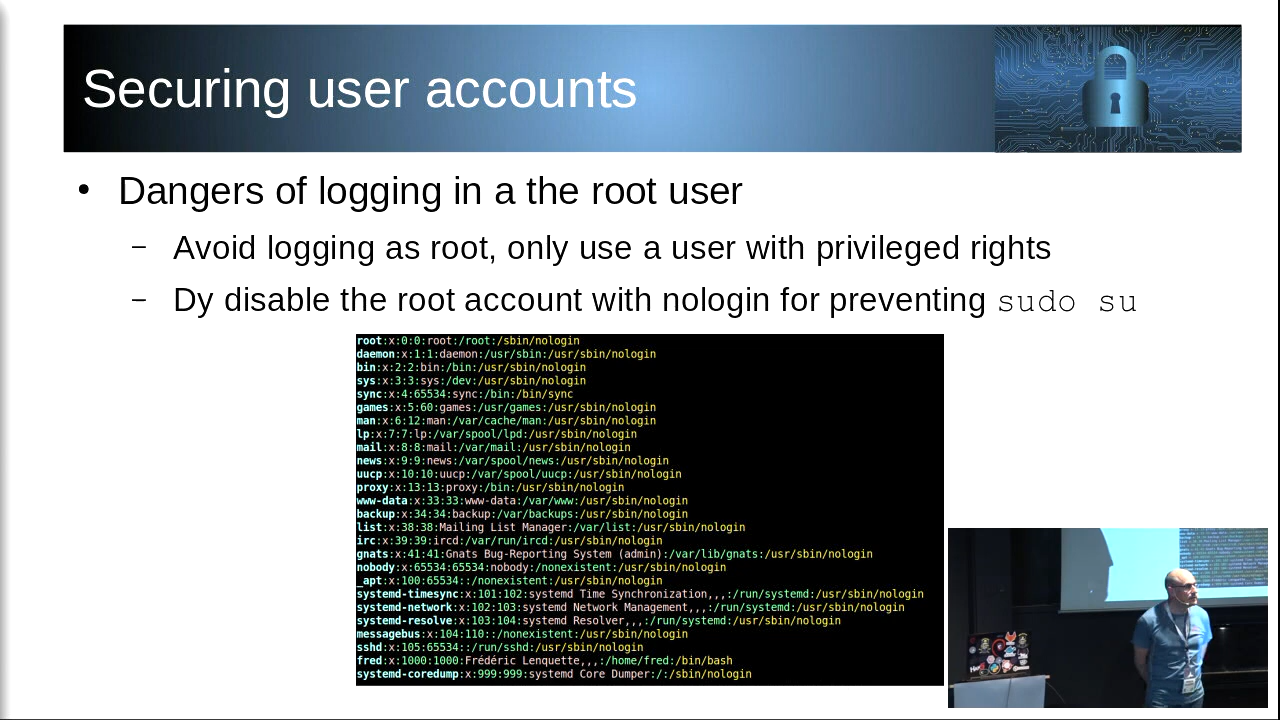 Securing user accounts
• Dangers of logging in a the root user
– Avoid logging as root, only use a user with privileged rights
– Dy disable the root account with nologin for preventing sudo su
root:x:0:0:root:/root:/sbin/nologin
daemon:x:1:1:daemon:/usr/sbin:/usr/sbin/nologin
bin:x:2:2:bin:/bin:/usr/sbin/nologin
sys:x:3:3:sys:/dev:/usr/sbin/nologin
sync:x:4:65534:sync:/bin:/bin/sync
games:x:5:60:games:/usr/games:/usr/sbin/nologin
man:x:6:12:man:/var/cache/man:/usr/sbin/nologin
lp:x:7:7:lp:/var/spool/lpd:/usr/sbin/nologin
mail:x:8:8:mail:/var/mail:/usr/sbin/nologin
news:x:9:9:news:/var/spool/news:/usr/sbin/nologin
uucp:x:10:10:uucp:/var/spool/uucp:/usr/sbin/nologin
proxy:x:13:13:proxy:/bin:/usr/sbin/nologin
www-data:x:33:33:www-data:/var/www:/usr/sbin/nologin
backup:x:34:34:backup:/var/backups:/usr/sbin/nologin
list:x:38:38:Mailing List Manager:/var/list:/usr/sbin/nologin
irc:x:39:39:ircd:/var/run/ircd:/usr/sbin/nologin
gnats:x:41:41:Gnats Bug-Reporting System (admin):/var/lib/gnats:/usr/sbin/nologin
nobody:x:65534:65534:nobody:/nonexistent:/usr/sbin/nologin
_apt:x:100:65534::/nonexistent:/usr/sbin/nologin
systemd-timesync:x:101:102:systemd Time Synchronization,,,:/run/systemd:/usr/sbin/nologin
systemd-network:x:102:103:systemd Network Management,,,:/run/systemd:/usr/sbin/nologin
systemd-resolve:x:103:104:systemd Resolver,,,:/run/systemd:/usr/sbin/nologin
messagebus:x:104:110::/nonexistent:/usr/sbin/nologin
sshd:x:105:65534::/run/sshd:/usr/sbin/nologin
fred:x:1000:1000:Frédéric Lenquette,,,:/home/fred:/bin/bash
systemd-coredump:x:999:999:systemd Core Dumper:/:/sbin/nologin